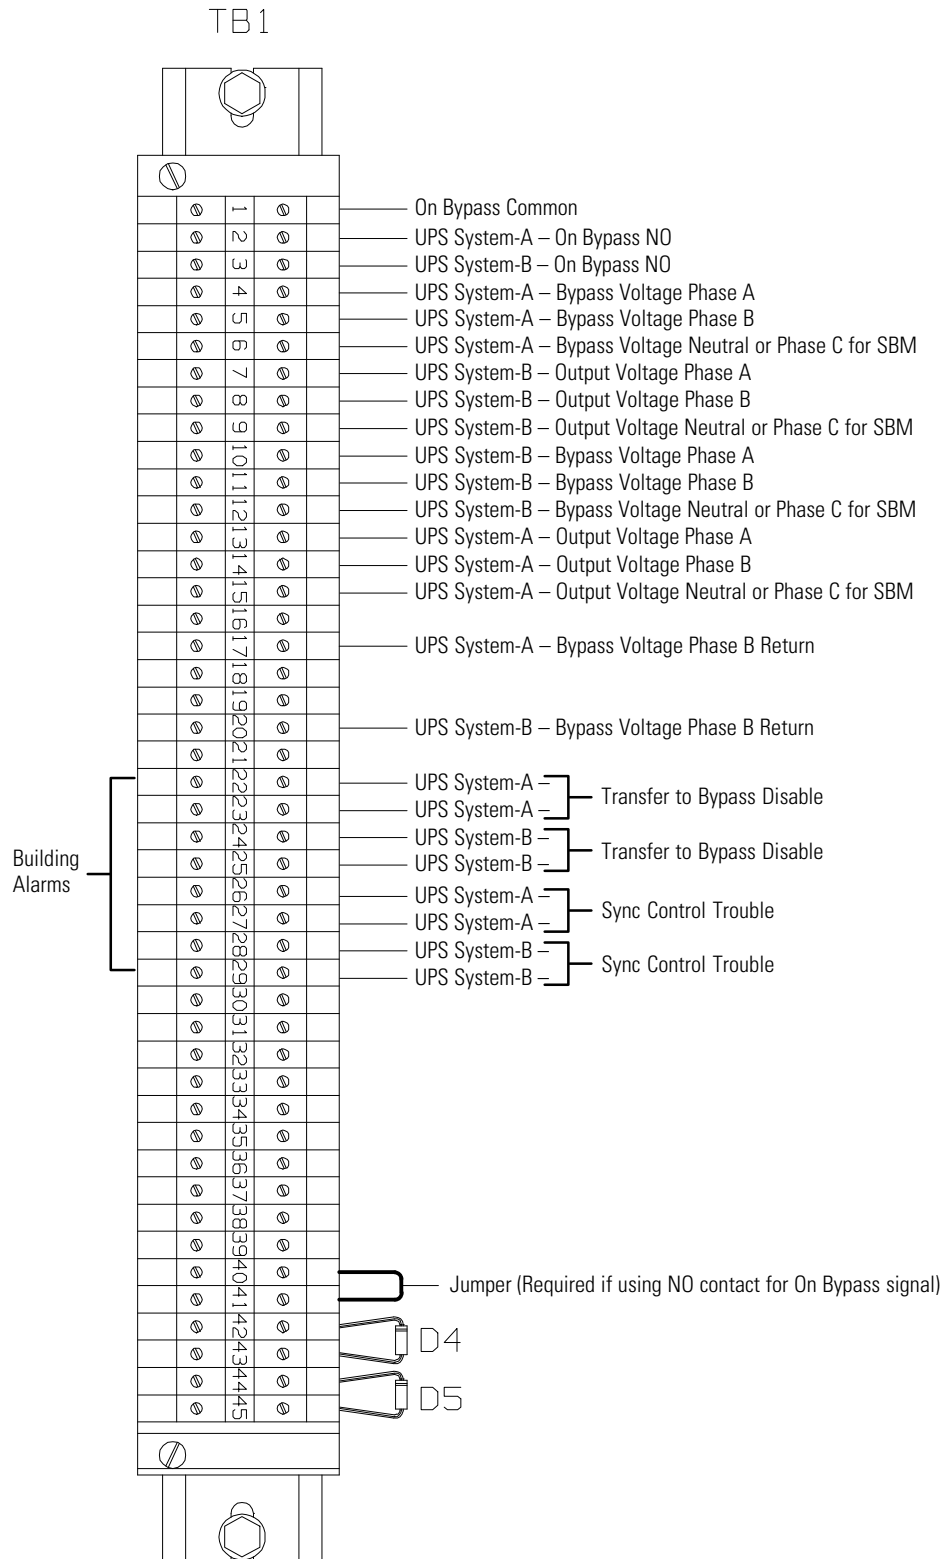 TB1
1 On Bypass Common
2 UPS System-A – On Bypass NO
3 UPS System-B – On Bypass NO
4 UPS System-A – Bypass Voltage Phase A
5 UPS System-A – Bypass Voltage Phase B
6 UPS System-A – Bypass Voltage Neutral or Phase C for SBM
7 UPS System-B – Output Voltage Phase A
8 UPS System-B – Output Voltage Phase B
9 UPS System-B – Output Voltage Neutral or Phase C for SBM
10 UPS System-B – Bypass Voltage Phase A
11 UPS System-B – Bypass Voltage Phase B
12 UPS System-B – Bypass Voltage Neutral or Phase C for SBM
13 UPS System-A – Output Voltage Phase A
14 UPS System-A – Output Voltage Phase B
15 UPS System-A – Output Voltage Neutral or Phase C for SBM
16
17 UPS System-A – Bypass Voltage Phase B Return
18
19
20 UPS System-B – Bypass Voltage Phase B Return
21
22 UPS System-A –
Transfer to Bypass Disable
23 UPS System-A –
24 UPS System-B –
Transfer to Bypass Disable
25 UPS System-B –
Building
Alarms
26 UPS System-A –
Sync Control Trouble
27 UPS System-A –
28 UPS System-B –
Sync Control Trouble
29 UPS System-B –
30
31
32
33
34
35
36
37
38
39
40
Jumper (Required if using NO contact for On Bypass signal)
41
42
D4
43
44
D5
45